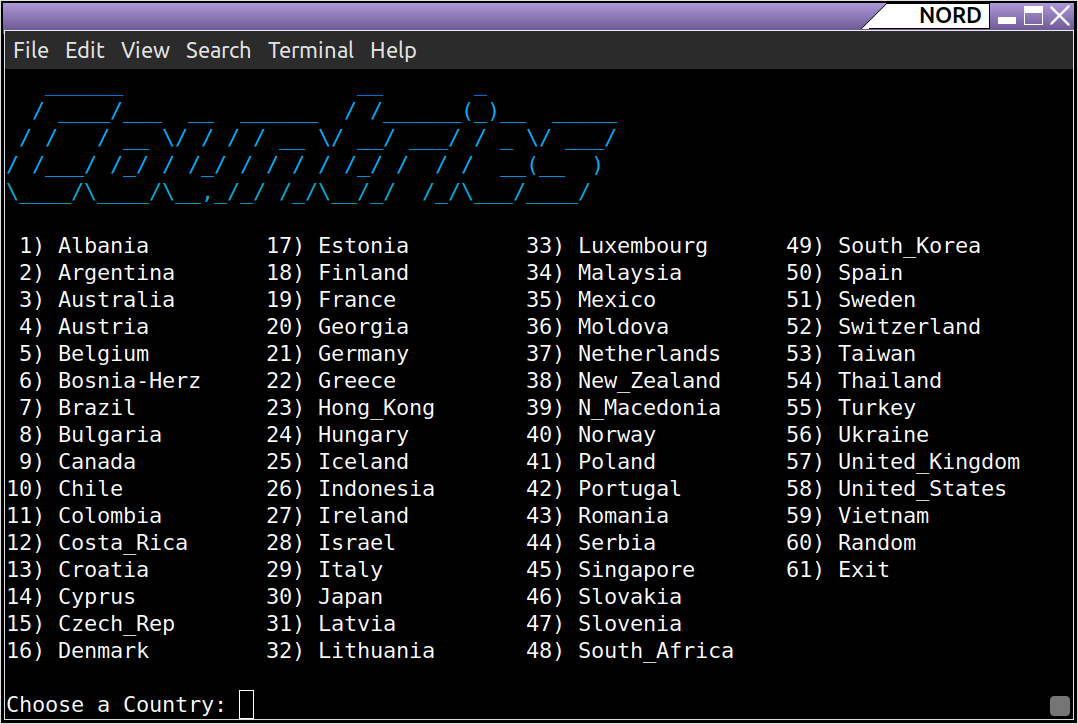 NORD
File Edit View Search Terminal Help
Countries
1) Albania 17) Estonia 33) Luxembourg 49) South_Korea
2) Argentina 18) Finland 34) Malaysia 50) Spain
3) Australia 19) France 35) Mexico 51) Sweden
4) Austria 20) Georgia 36) Moldova 52) Switzerland
5) Belgium 21) Germany 37) Netherlands 53) Taiwan
6) Bosnia-Herz 22) Greece 38) New_Zealand 54) Thailand
7) Brazil 23) Hong_Kong 39) N_Macedonia 55) Turkey
8) Bulgaria 24) Hungary 40) Norway 56) Ukraine
9) Canada 25) Iceland 41) Poland 57) United_Kingdom
10) Chile 26) Indonesia 42) Portugal 58) United_States
11) Colombia 27) Ireland 43) Romania 59) Vietnam
12) Costa_Rica 28) Israel 44) Serbia 60) Random
13) Croatia 29) Italy 45) Singapore 61) Exit
14) Cyprus 30) Japan 46) Slovakia
15) Czech_Rep 31) Latvia 47) Slovenia
16) Denmark 32) Lithuania 48) South_Africa
Choose a Country: